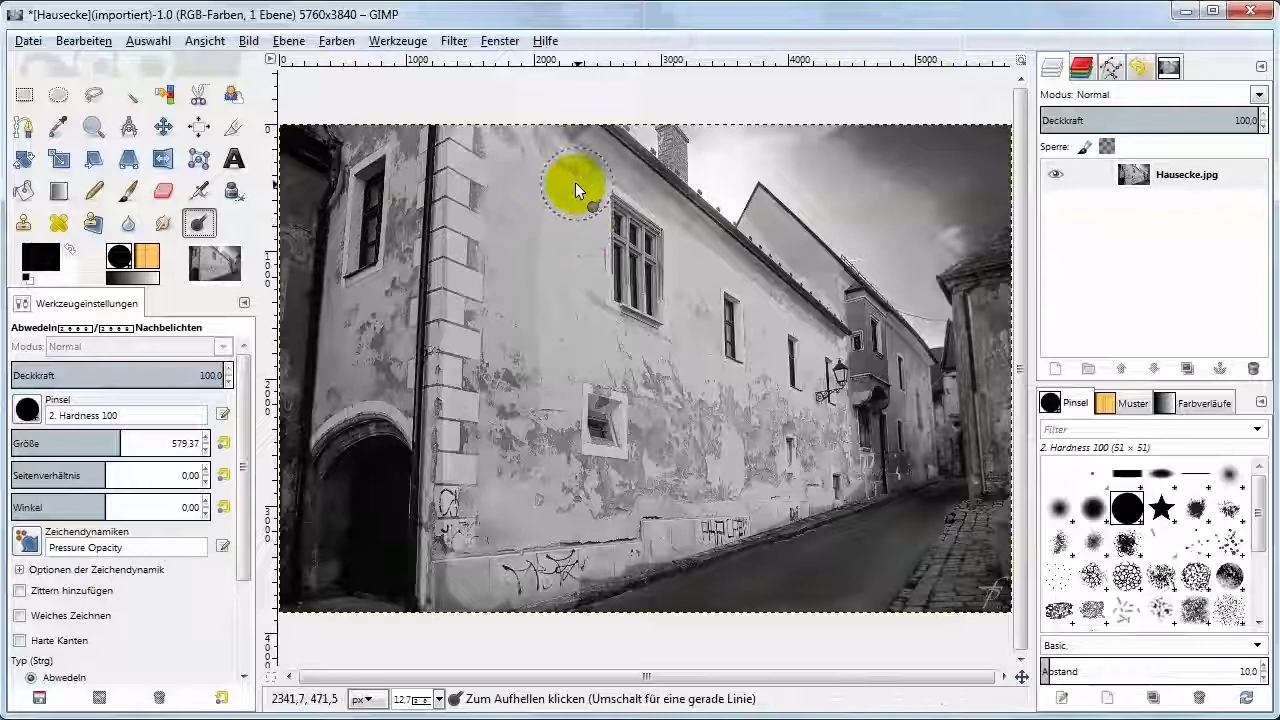 *[Hausecke](importiert)-1.0 (RGB-Farben, 1 Ebene) 5760x3840 – GIMP
Datei Bearbeiten Auswahl Ansicht Bild Ebene Farben Werkzeuge Filter Fenster Hilfe
1000 2000 3000 4000 5000
Modus: Normal
Deckkraft 100,0
Sperre:
Hausecke.jpg
Werkzeugeinstellungen
Abwedeln / Nachbelichten
Modus: Normal
Deckkraft 100,0
Pinsel
2. Hardness 100
Größe 579,37
Seitenverhältnis 0,00
Winkel 0,00
Zeichendynamiken
Pressure Opacity
Optionen der Zeichendynamik
Zittern hinzufügen
Weiches Zeichnen
Harte Kanten
Typ (Strg)
Abwedeln
Pinsel Muster Farbverläufe
Filter
2. Hardness 100 (51 × 51)
Basic,
Abstand 10,0
2341,7, 471,5 px 12,7 Zum Aufhellen klicken (Umschalt für eine gerade Linie)